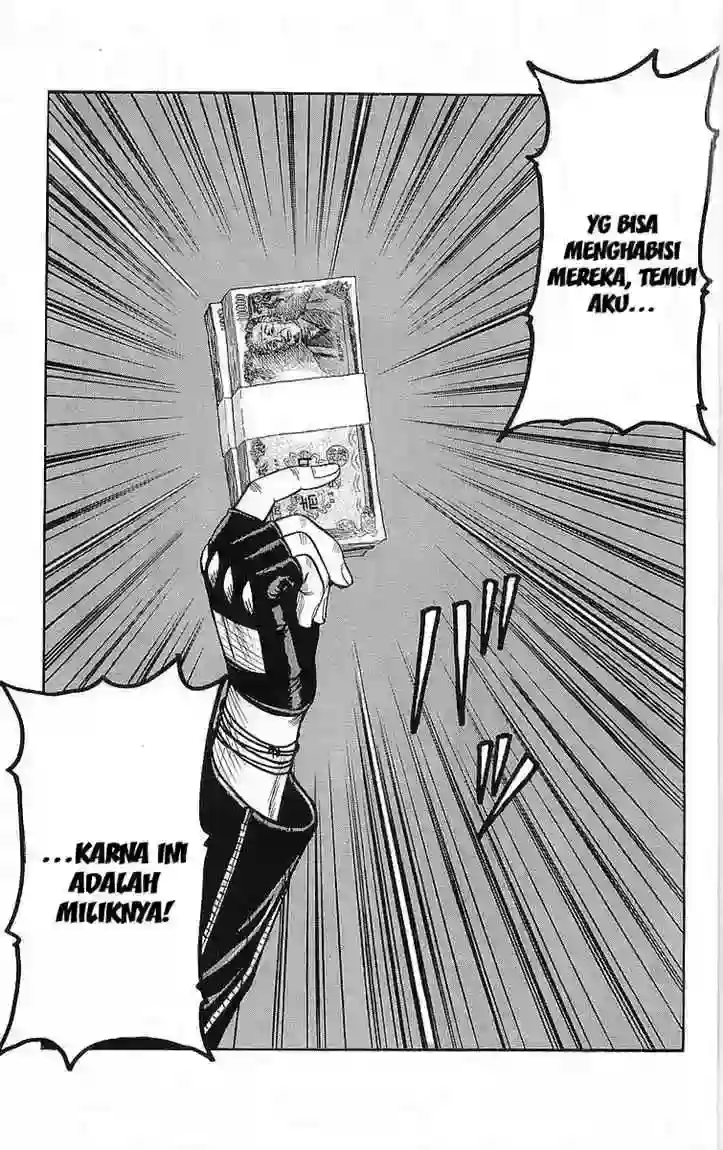 YG BISA
MENGHABISI
MEREKA, TEMUI
AKU...
...KARNA INI
ADALAH
MILIKNYA!